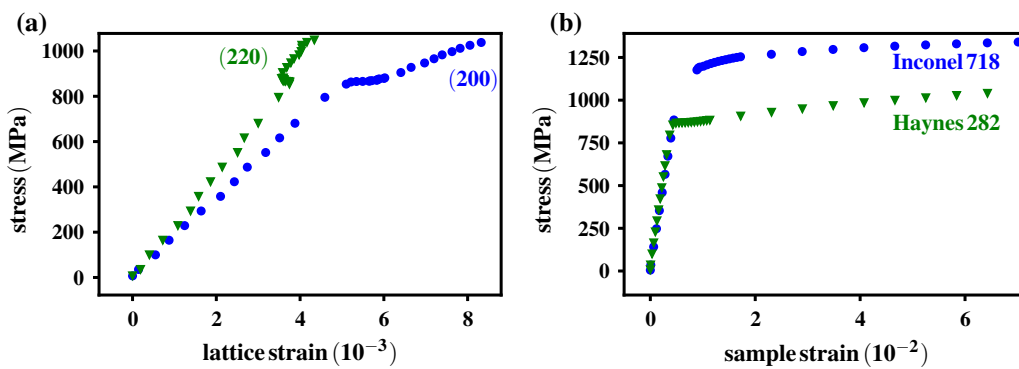 (a)
stress (MPa)
1000
800
600
400
200
0
(220)
(200)
0 2 4 6 8
lattice strain (10⁻³)
(b)
stress (MPa)
1250
1000
750
500
250
0
Inconel 718
Haynes 282
0 2 4 6
sample strain (10⁻²)